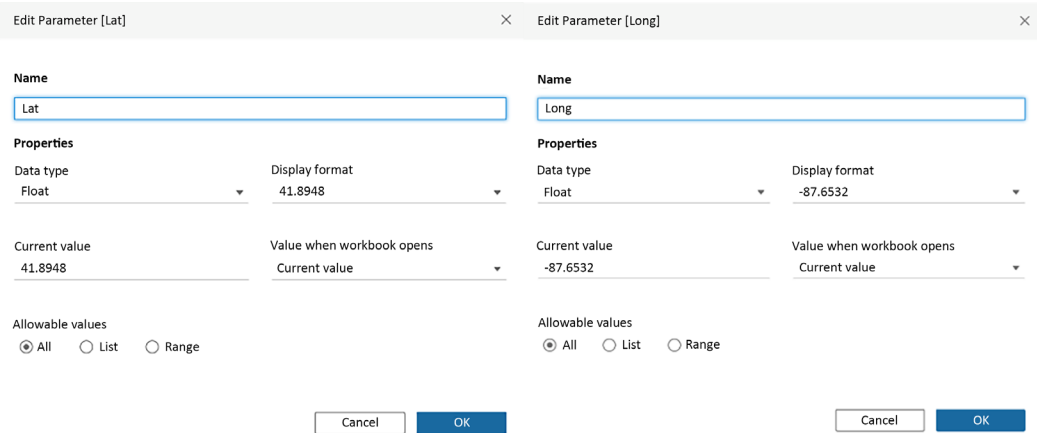 Edit Parameter [Lat]
Name
Lat
Properties
Data type
Display format
Float
41.8948
Current value
Value when workbook opens
41.8948
Current value
Allowable values
All List Range
Cancel OK
Edit Parameter [Long]
Name
Long
Properties
Data type
Display format
Float
-87.6532
Current value
Value when workbook opens
-87.6532
Current value
Allowable values
All List Range
Cancel OK